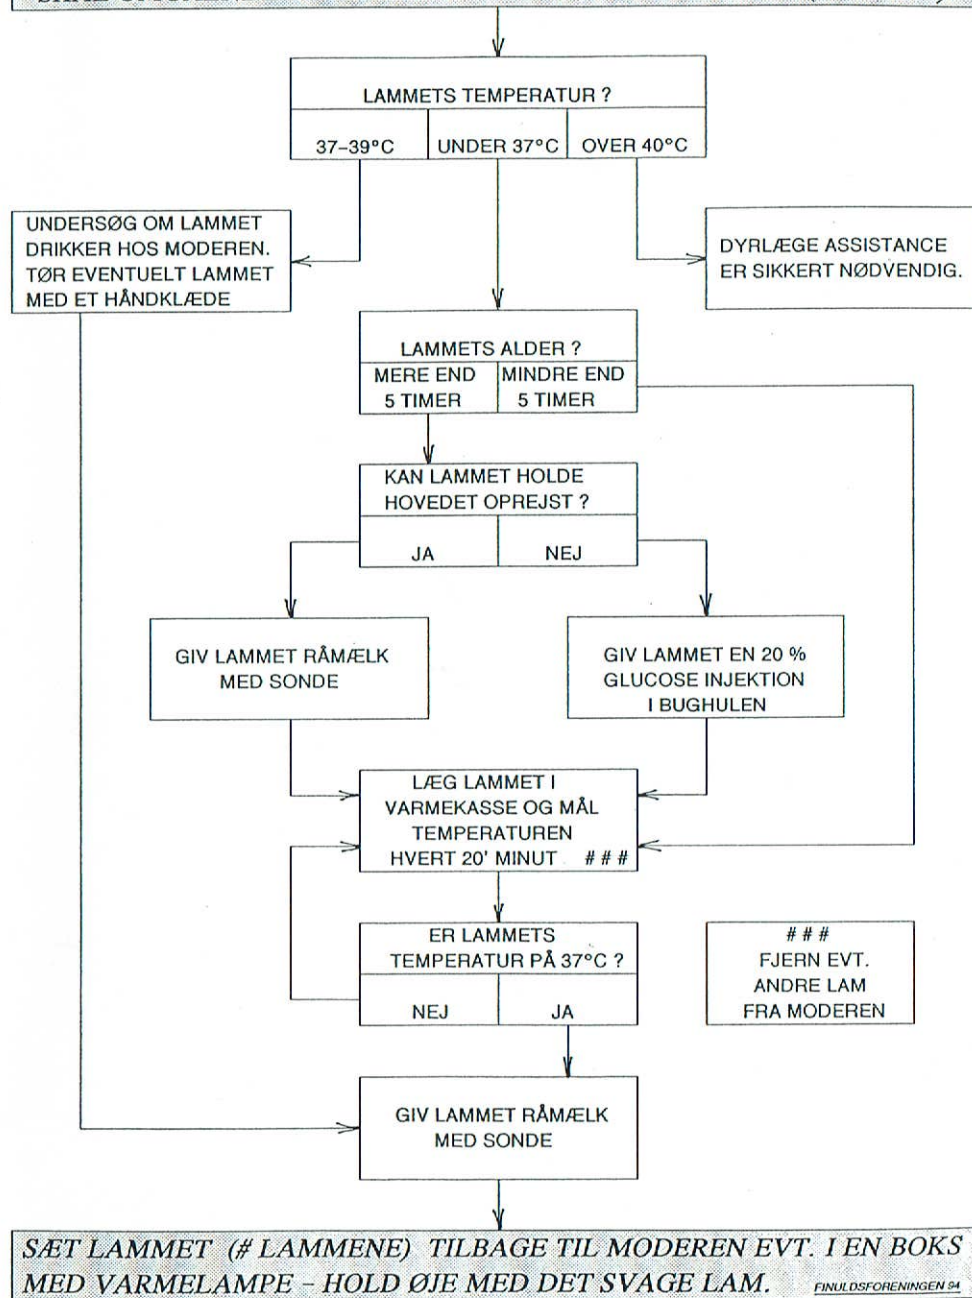 LAMMETS TEMPERATUR ?
37–39°C
UNDER 37°C
OVER 40°C
UNDERSØG OM LAMMET
DRIKKER HOS MODEREN.
TØR EVENTUELT LAMMET
MED ET HÅNDKLÆDE
DYRLÆGE ASSISTANCE
ER SIKKERT NØDVENDIG.
LAMMETS ALDER ?
MERE END
5 TIMER
MINDRE END
5 TIMER
KAN LAMMET HOLDE
HOVEDET OPREJST ?
JA
NEJ
GIV LAMMET RÅMÆLK
MED SONDE
GIV LAMMET EN 20 %
GLUCOSE INJEKTION
I BUGHULEN
LÆG LAMMET I
VARMEKASSE OG MÅL
TEMPERATUREN
HVERT 20' MINUT # # #
ER LAMMETS
TEMPERATUR PÅ 37°C ?
NEJ
JA
# # #
FJERN EVT.
ANDRE LAM
FRA MODEREN
GIV LAMMET RÅMÆLK
MED SONDE
SÆT LAMMET (# LAMMENE) TILBAGE TIL MODEREN EVT. I EN BOKS
MED VARMELAMPE – HOLD ØJE MED DET SVAGE LAM.
FINULDSFORENINGEN 94